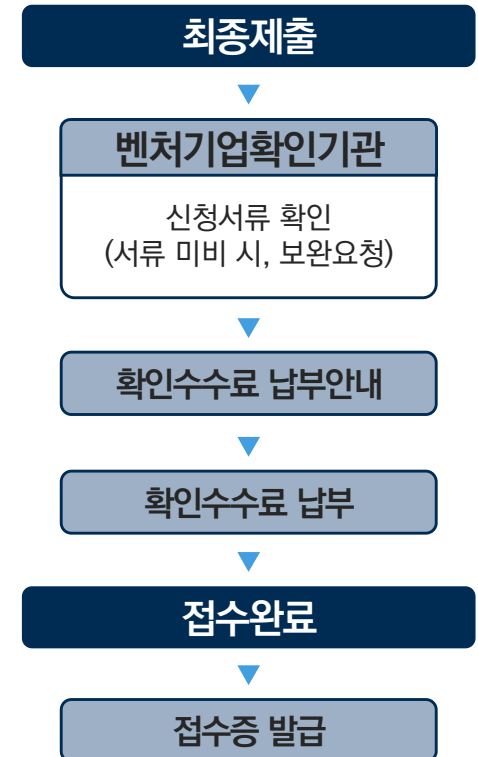 최종제출
벤처기업확인기관
신청서류 확인
(서류 미비 시, 보완요청)
확인수수료 납부안내
확인수수료 납부
접수완료
접수증 발급